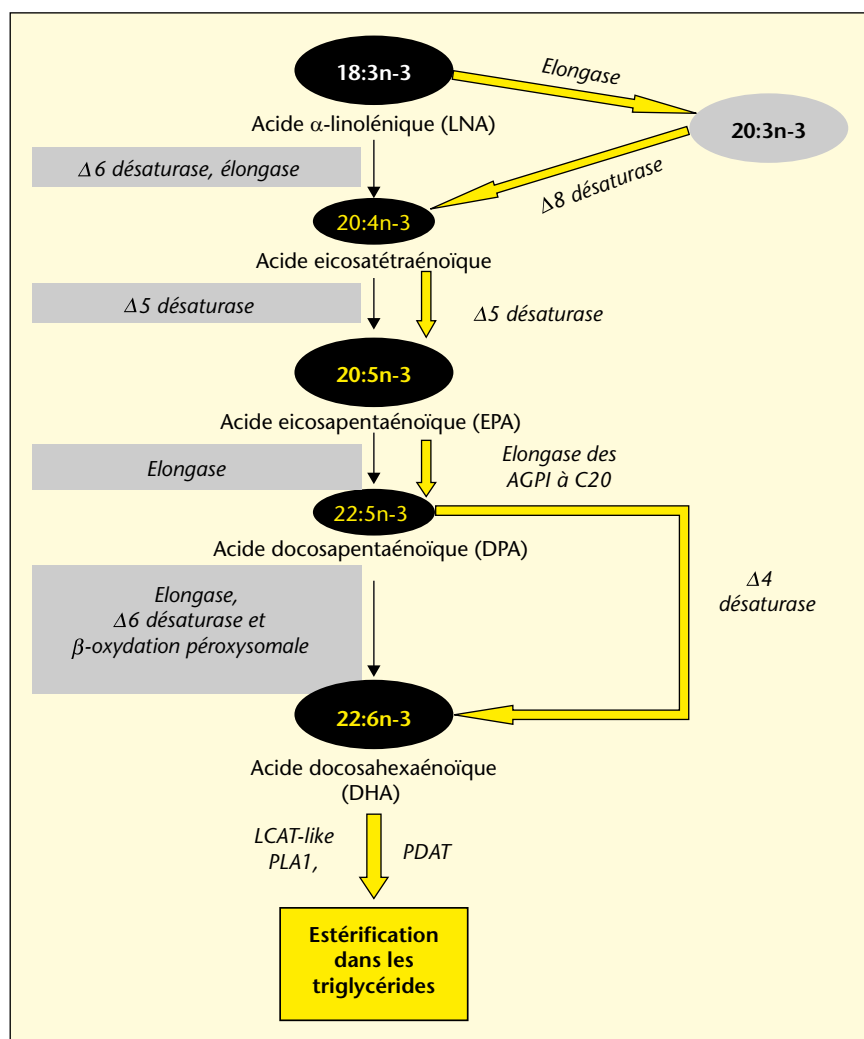 18:3n-3
Elongase
Acide α-linolénique (LNA)
20:3n-3
Δ6 désaturase, élongase
Δ8 désaturase
20:4n-3
Acide eicosatétraénoïque
Δ5 désaturase
Δ5 désaturase
20:5n-3
Acide eicosapentaénoïque (EPA)
Elongase
Elongase des
AGPI à C20
22:5n-3
Acide docosapentaénoïque (DPA)
Elongase,
Δ6 désaturase et
β-oxydation péroxysomale
Δ4
désaturase
22:6n-3
Acide docosahexaénoïque
(DHA)
LCAT-like
PLA1,
PDAT
Estérification
dans les
triglycérides